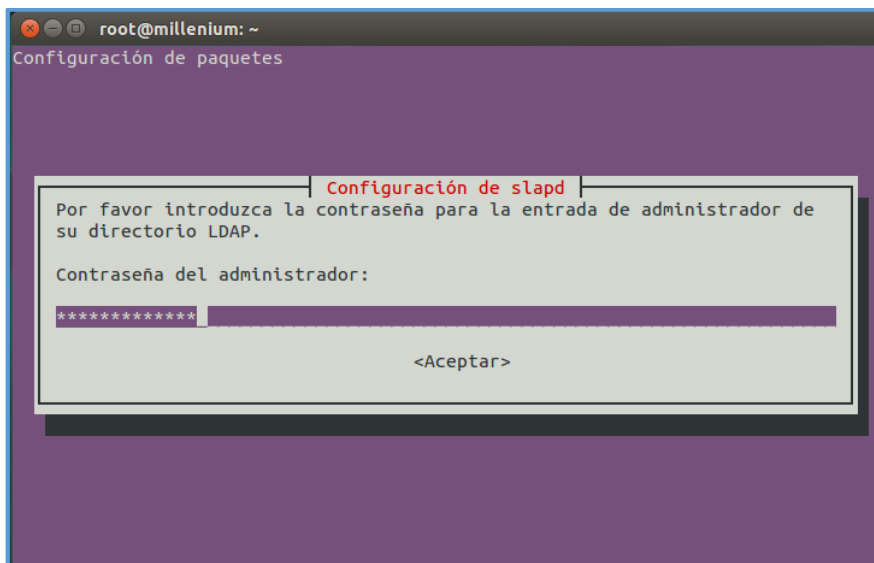 root@millenium: ~
Configuración de paquetes
Configuración de slapd
Por favor introduzca la contraseña para la entrada de administrador de
su directorio LDAP.
Contraseña del administrador:
*************
<Aceptar>